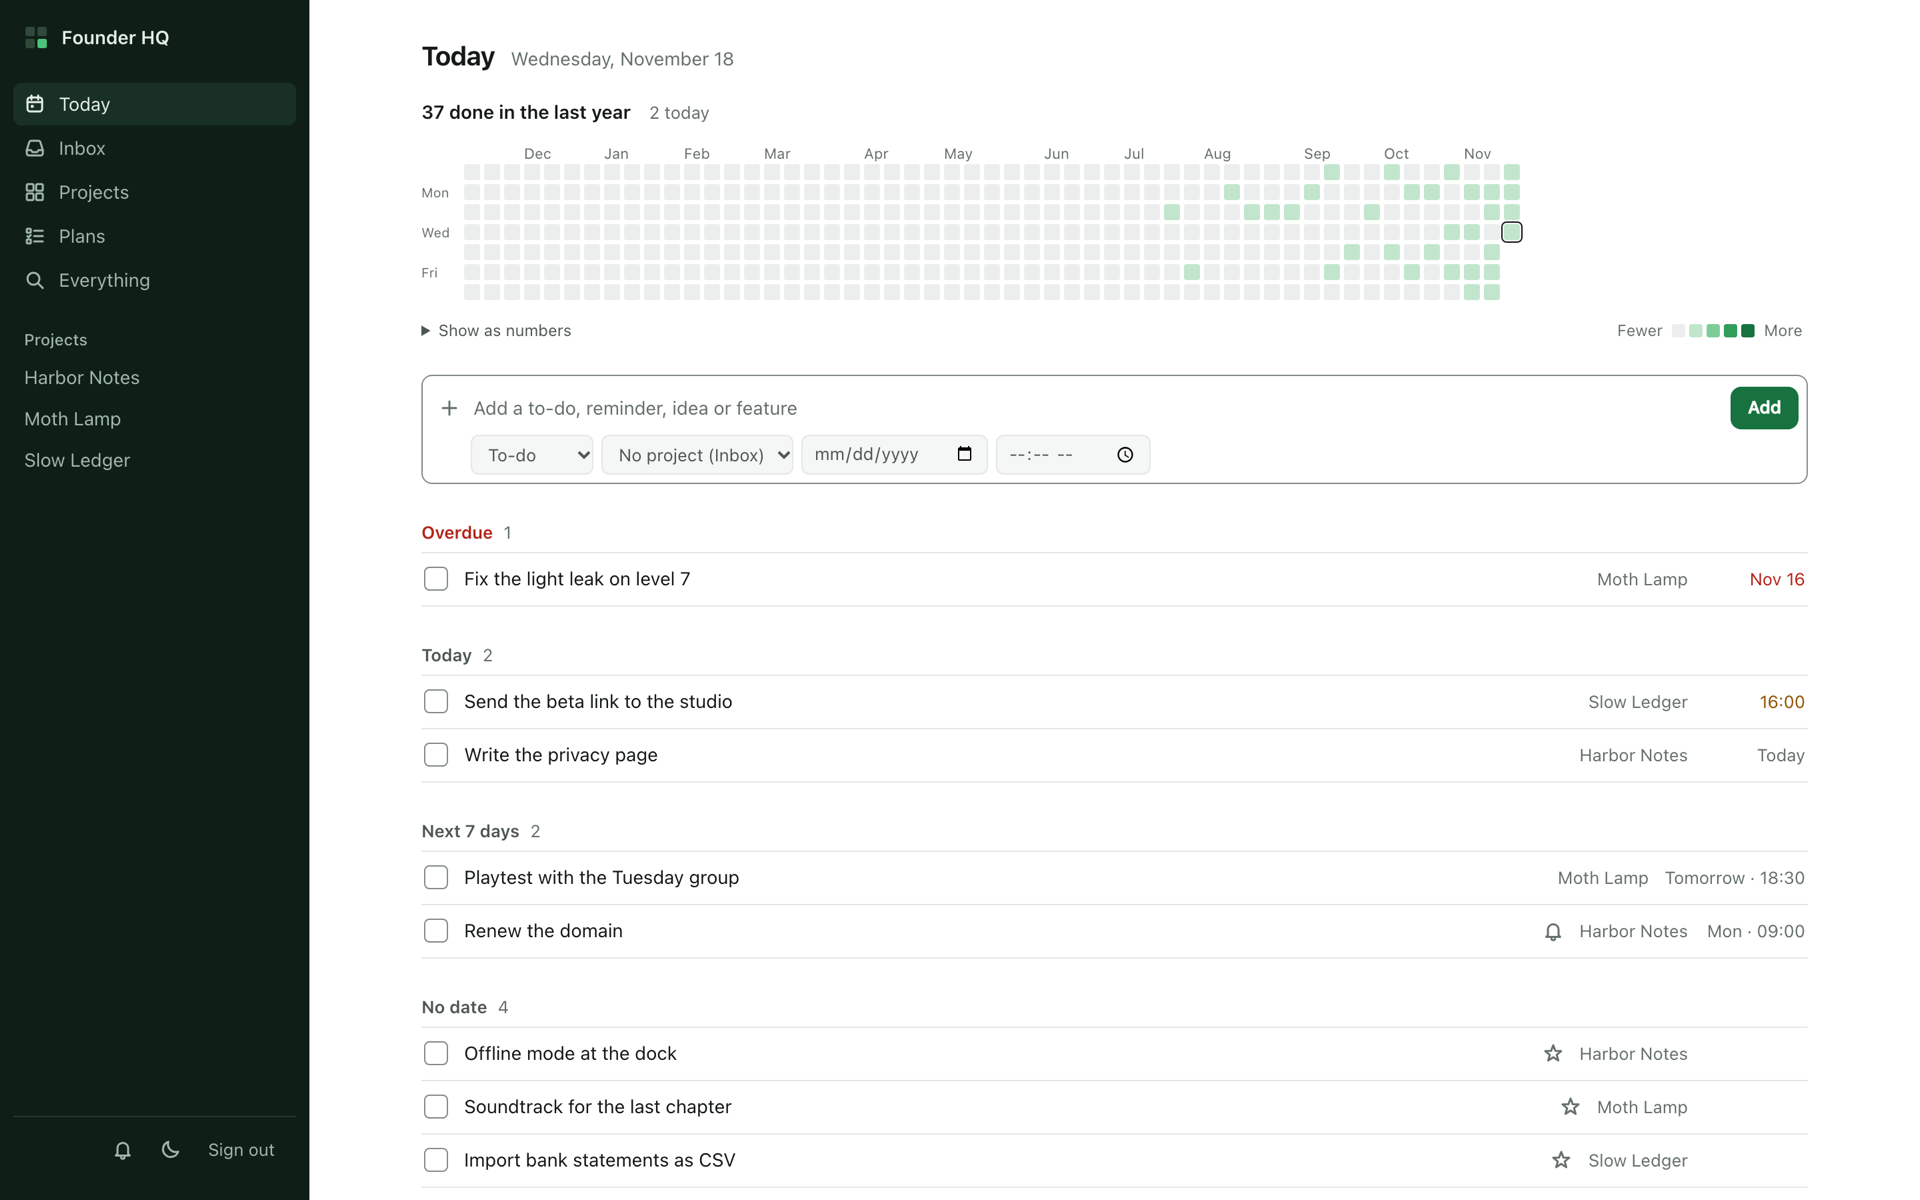 Founder HQ
Today
Inbox
Projects
Plans
Everything
Projects
Harbor Notes
Moth Lamp
Slow Ledger
Sign out
Today Wednesday, November 18
37 done in the last year 2 today
Dec Jan Feb Mar Apr May Jun Jul Aug Sep Oct Nov
Mon
Wed
Fri
Show as numbers
Fewer More
Add a to-do, reminder, idea or feature
Add
To-do No project (Inbox) mm/dd/yyyy --:-- --
Overdue 1
Fix the light leak on level 7 Moth Lamp Nov 16
Today 2
Send the beta link to the studio Slow Ledger 16:00
Write the privacy page Harbor Notes Today
Next 7 days 2
Playtest with the Tuesday group Moth Lamp Tomorrow · 18:30
Renew the domain Harbor Notes Mon · 09:00
No date 4
Offline mode at the dock Harbor Notes
Soundtrack for the last chapter Moth Lamp
Import bank statements as CSV Slow Ledger